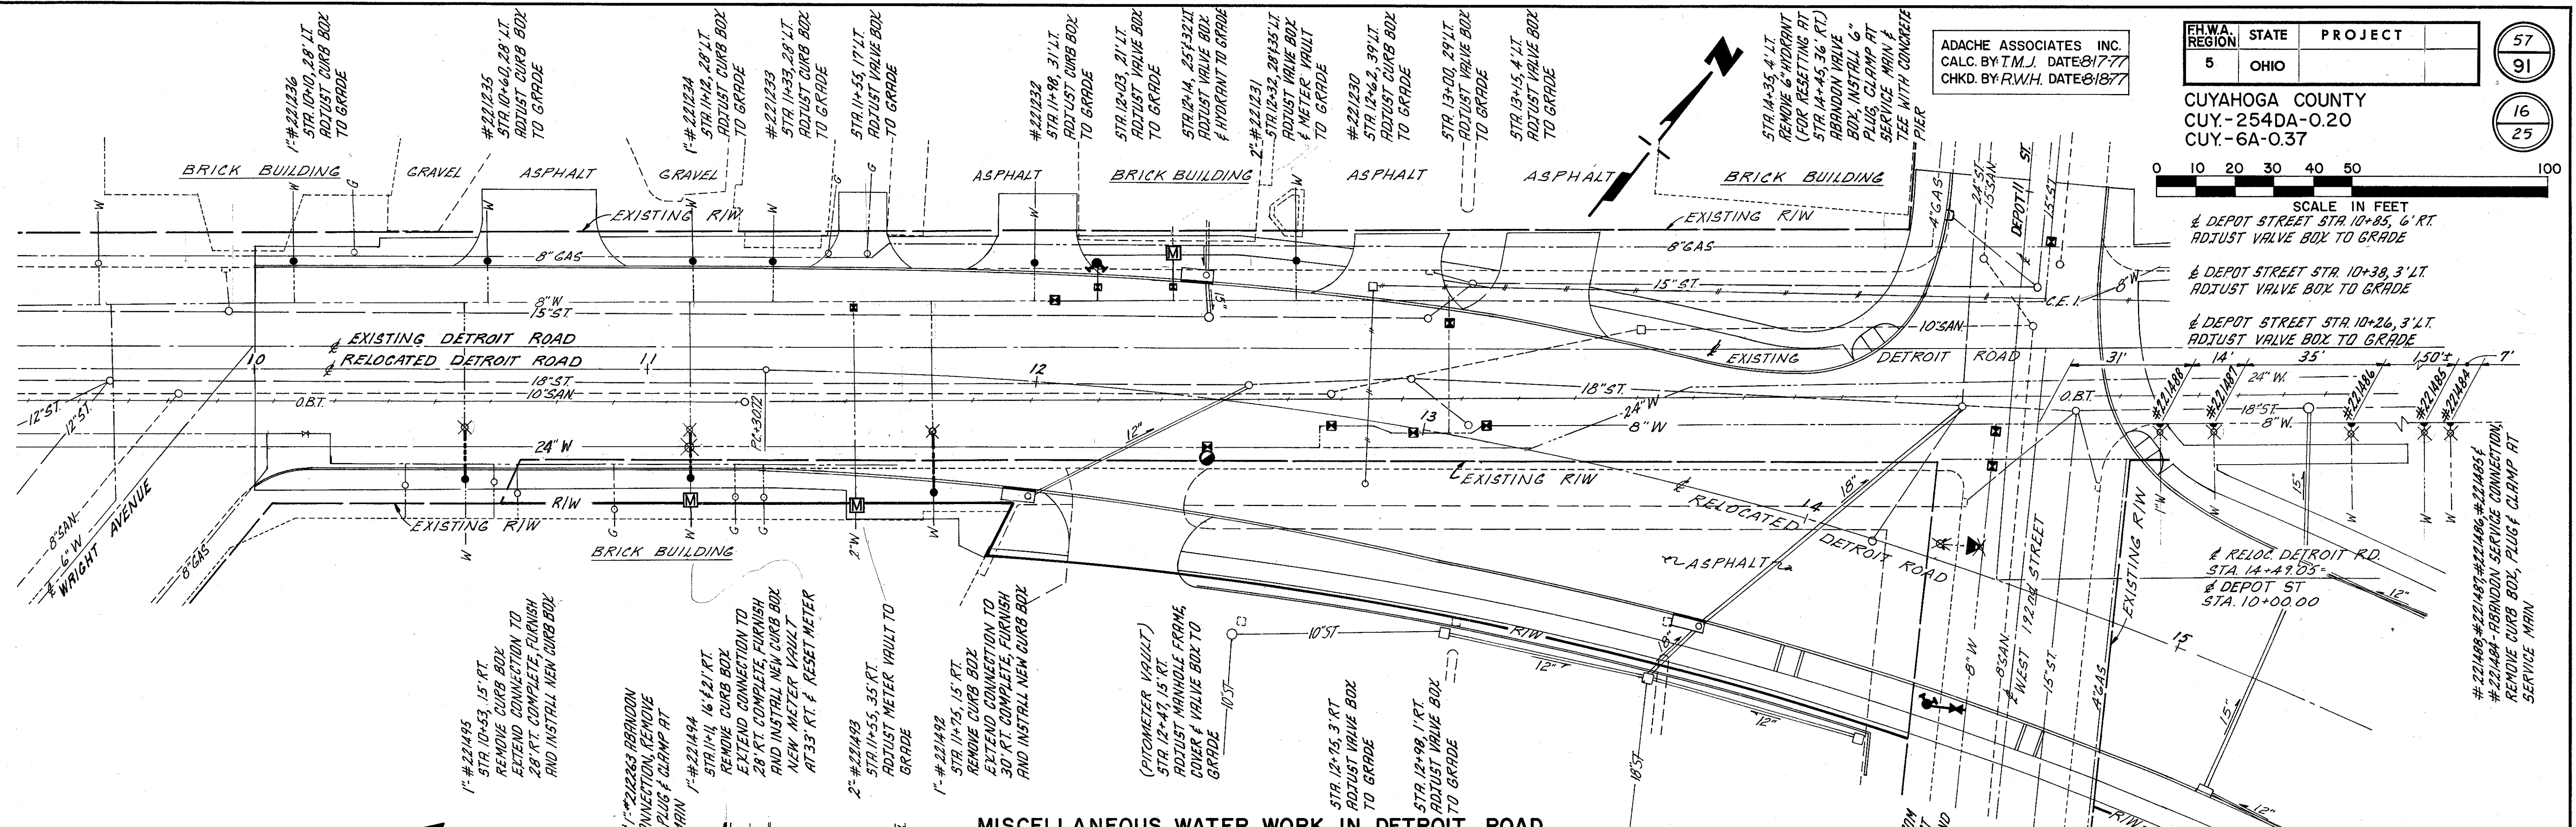 1"-#221236
STA. 10+10, 28' LT.
ADJUST CURB BOX
TO GRADE
#221235
STA. 10+60, 28' LT.
ADJUST CURB BOX
TO GRADE
1"-#221234
STA. 11+12, 28' LT.
ADJUST CURB BOX
TO GRADE
#221233
STA. 11+33, 28' LT.
ADJUST CURB BOX
TO GRADE
STA. 11+55, 17' LT.
ADJUST VALVE BOX
TO GRADE
#221232
STA. 11+98, 31' LT.
ADJUST CURB BOX
TO GRADE
STA. 12+03, 21' LT.
ADJUST VALVE BOX
TO GRADE
STA. 12+14, 25'&32' LT.
ADJUST VALVE BOX
& HYDRANT TO GRADE
2"-#221231
STA. 12+32, 28'&35' LT.
ADJUST VALVE BOX
& METER VAULT
TO GRADE
#221230
STA. 12+62, 39' LT.
ADJUST CURB BOX
TO GRADE
STA. 13+00, 29' LT.
ADJUST VALVE BOX
TO GRADE
STA. 13+15, 4' LT.
ADJUST VALVE BOX
TO GRADE
STA. 14+35, 4' LT.
REMOVE 6" HYDRANT
(FOR RESETTING AT
STA. 14+45, 36' RT.)
ABANDON VALVE
BOX, INSTALL 6"
PLUG, CLAMP AT
SERVICE MAIN &
TEE WITH CONCRETE
PIER
N
ADACHE ASSOCIATES INC.
CALC. BY: T.M.J. DATE 8-17-77
CHKD. BY: R.W.H. DATE 8-18-77
F.H.W.A. REGION STATE PROJECT
5 OHIO
57
91
CUYAHOGA COUNTY
CUY.-254DA-0.20
CUY.-6A-0.37
16
25
0 10 20 30 40 50 100
SCALE IN FEET
℄ DEPOT STREET STA. 10+85, 6' RT.
ADJUST VALVE BOX TO GRADE
℄ DEPOT STREET STA. 10+38, 3' LT.
ADJUST VALVE BOX TO GRADE
℄ DEPOT STREET STA. 10+26, 3' LT.
ADJUST VALVE BOX TO GRADE
BRICK BUILDING
GRAVEL
ASPHALT
GRAVEL
ASPHALT
BRICK BUILDING
ASPHALT
ASPHALT
BRICK BUILDING
W
W
G
W
W
W
G
G
W
W
EXISTING R/W
EXISTING R/W
4" GAS
24" ST.
15" SAN.
DEPOT
ST.
15" ST.
8" GAS
8" GAS
8" W
15" ST.
15"
15" ST.
C.E.I.
8" W
10" SAN.
℄ EXISTING DETROIT ROAD
℄ RELOCATED DETROIT ROAD
℄ EXISTING DETROIT ROAD
10
11
12
13
14
15
31'
14'
35'
150'±
7'
#221488
#221487
#221486
#221485
#221484
12" ST.
12" ST.
18" ST.
10" SAN.
O.B.T.
18" ST.
24" W
8" W
O.B.T.
24" W.
18" ST.
8" W.
P.C.+30.72
12"
24" W
8" SAN
6" W
℄ WRIGHT AVENUE
8" GAS
R/W
EXISTING R/W
BRICK BUILDING
W
G
G
W
G
G
2" W
W
EXISTING R/W
℄ RELOCATED DETROIT ROAD
18"
ASPHALT
8" W
8" SAN
℄ WEST 192 nd STREET
15" ST.
4" GAS
EXISTING R/W
1" W
W
W
W
W
15"
℄ RELOC. DETROIT RD.
STA. 14+49.05=
℄ DEPOT ST
STA. 10+00.00
12"
#221488, #221487, #221486, #221485 &
#221484-ABANDON SERVICE CONNECTION,
REMOVE CURB BOX, PLUG & CLAMP AT
SERVICE MAIN
1"-#221495
STA. 10+53, 15' RT.
REMOVE CURB BOX
EXTEND CONNECTION TO
28' RT. COMPLETE, FURNISH
AND INSTALL NEW CURB BOX
1"-#212263 ABANDON
CONNECTION, REMOVE
PLUG & CLAMP AT
MAIN
1"-#221494
STA. 11+11, 16' & 21' RT.
REMOVE CURB BOX
EXTEND CONNECTION TO
28' RT. COMPLETE, FURNISH
AND INSTALL NEW CURB BOX
NEW METER VAULT
AT 33' RT. & RESET METER
2"-#221493
STA. 11+55, 35' RT.
ADJUST METER VAULT TO
GRADE
1"-#221492
STA. 11+75, 15' RT.
REMOVE CURB BOX
EXTEND CONNECTION TO
30' RT. COMPLETE, FURNISH
AND INSTALL NEW CURB BOX
(PITOMETER VAULT)
STA. 12+47, 15' RT.
ADJUST MANHOLE FRAME,
COVER & VALVE BOX TO
GRADE
10" ST
10" ST
STA. 12+75, 3' RT
ADJUST VALVE BOX
TO GRADE
STA. 12+98, 1' RT.
ADJUST VALVE BOX
TO GRADE
R/W
12"
18"
18" ST
12"
15"
12"
R/W
MISCELLANEOUS WATER WORK IN DETROIT ROAD